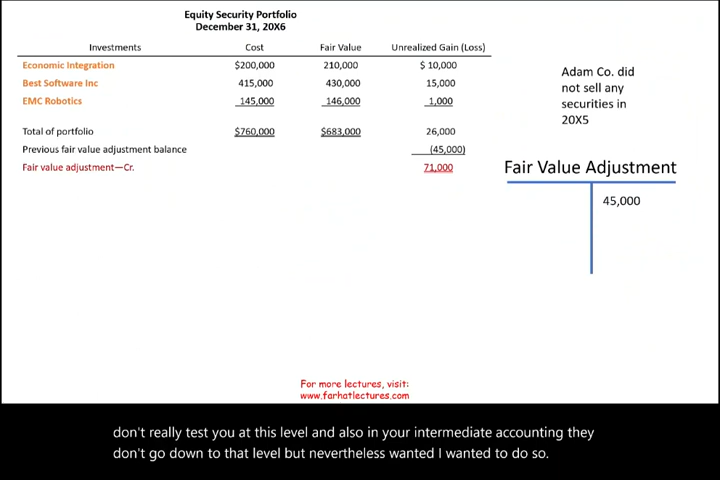 Equity Security Portfolio
December 31, 20X6
Investments Cost Fair Value Unrealized Gain (Loss)
Economic Integration $200,000 210,000 $ 10,000
Best Software Inc 415,000 430,000 15,000
EMC Robotics 145,000 146,000 1,000
Total of portfolio $760,000 $683,000 26,000
Previous fair value adjustment balance (45,000)
Fair value adjustment—Cr. 71,000
Adam Co. did
not sell any
securities in
20X5
Fair Value Adjustment
45,000
For more lectures, visit:
www.farhatlectures.com
don't really test you at this level and also in your intermediate accounting they
don't go down to that level but nevertheless wanted I wanted to do so.